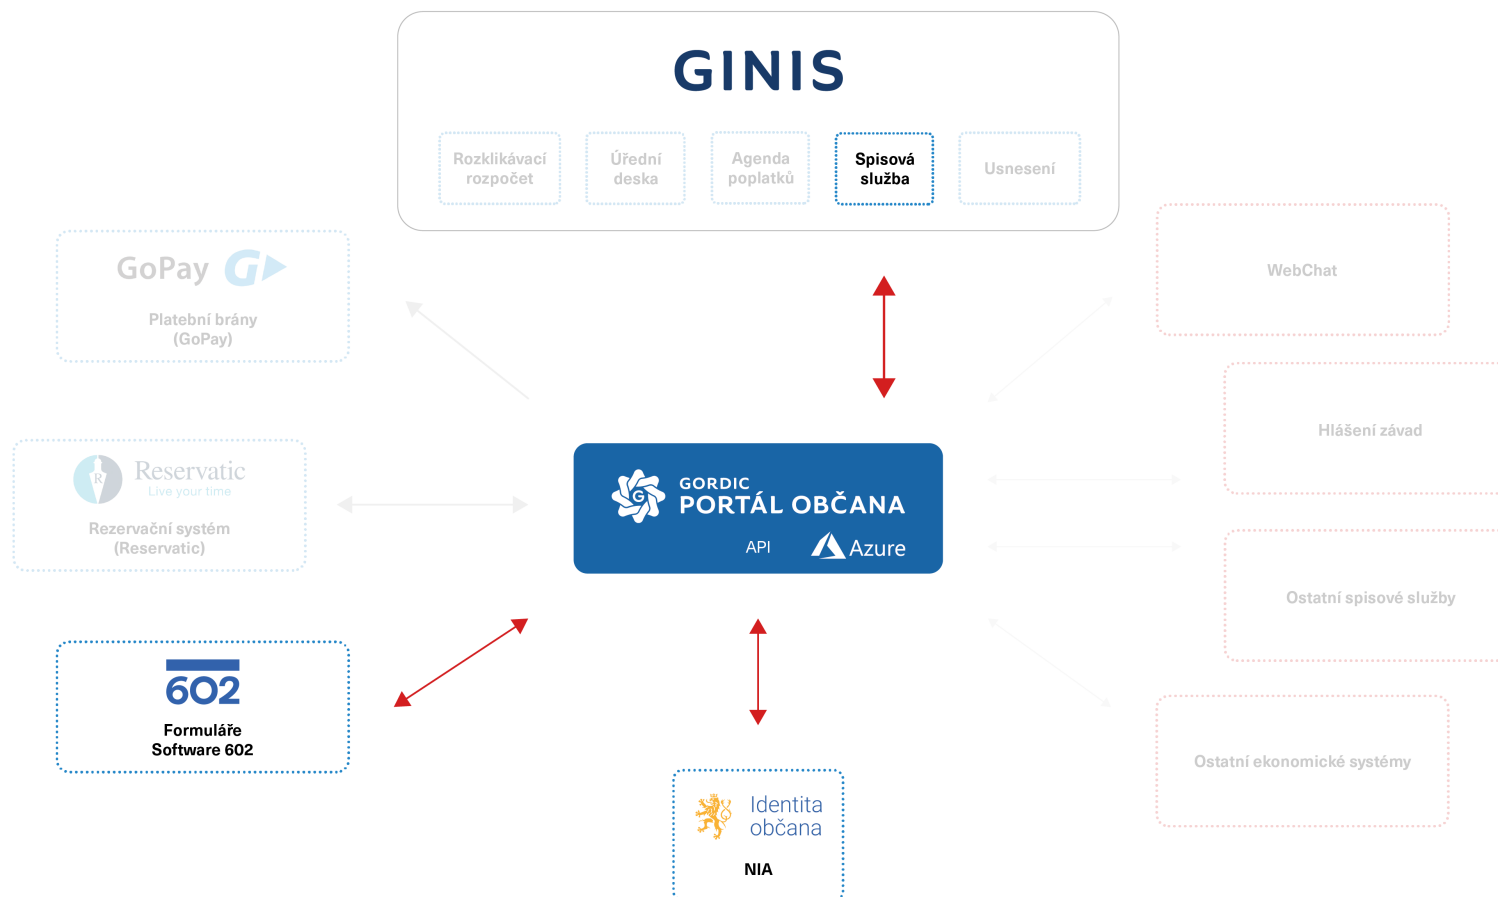 GINIS
Rozklikávací
rozpočet
Úřední
deska
Agenda
poplatků
Spisová
služba
Usnesení
GoPay
Platební brány
(GoPay)
WebChat
Reservatic
Live your time
Rezervační systém
(Reservatic)
Hlášení závad
G
GORDIC
PORTÁL OBČANA
API
Azure
Ostatní spisové služby
602
Formuláře
Software 602
Identita
občana
NIA
Ostatní ekonomické systémy